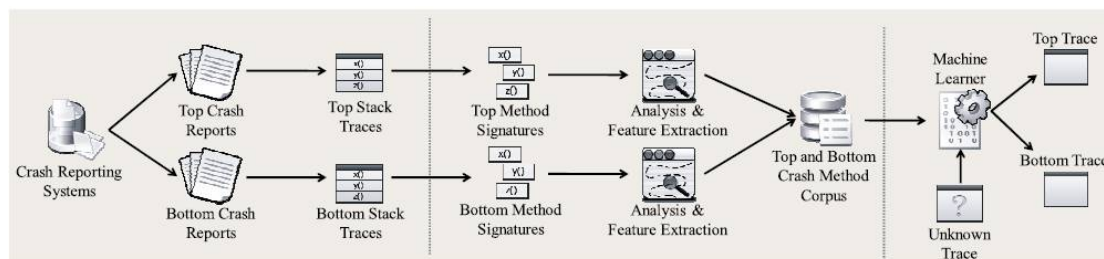 Crash Reporting
Systems
Top Crash
Reports
x()
y()
z()
Top Stack
Traces
x()
y()
z()
Top Method
Signatures
Analysis &
Feature Extraction
Bottom Crash
Reports
x()
y()
z()
Bottom Stack
Traces
x()
y()
z()
Bottom Method
Signatures
Analysis &
Feature Extraction
Top and Bottom
Crash Method
Corpus
Machine
Learner
?
Unknown
Trace
Top Trace
Bottom Trace